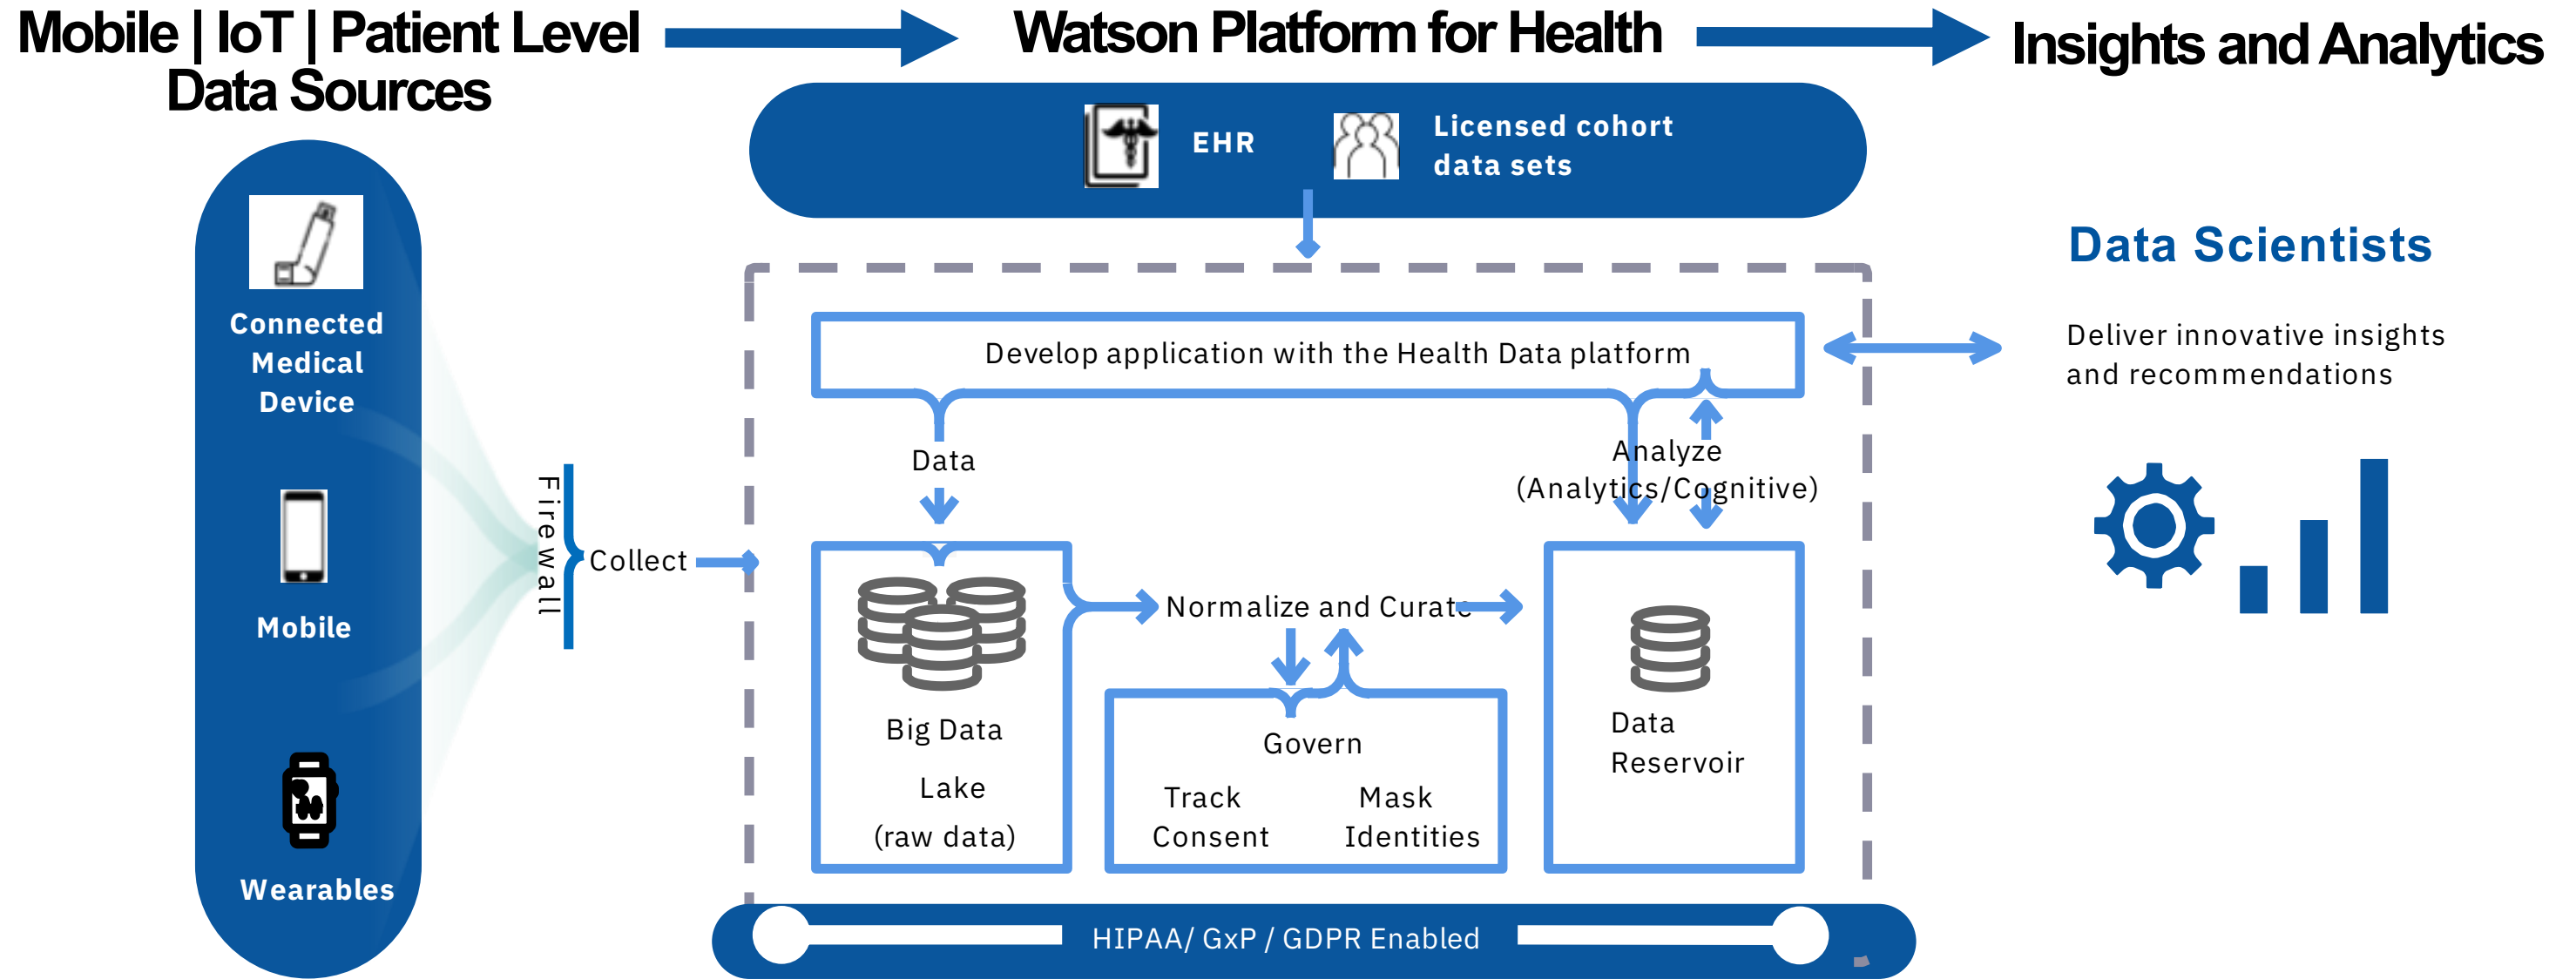 Mobile | IoT | Patient Level
Data Sources
Watson Platform for Health
Insights and Analytics
EHR
Licensed cohort
data sets
Connected
Medical
Device
Mobile
Wearables
Firewall
Collect
Develop application with the Health Data platform
Data
Analyze
(Analytics/Cognitive)
Big Data
Lake
(raw data)
Normalize and Curate
Govern
Track
Consent
Mask
Identities
Data
Reservoir
HIPAA/ GxP / GDPR Enabled
Data Scientists
Deliver innovative insights
and recommendations